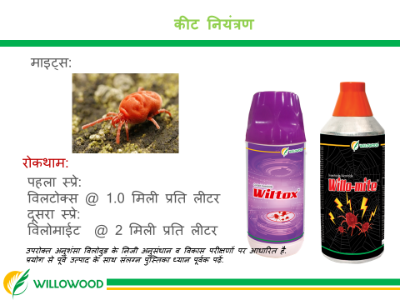 कीट नियंत्रण
माइट्स:
रोकथाम:
पहला स्प्रे:
विलटोक्स @ 1.0 मिली प्रति लीटर
दूसरा स्प्रे:
विलोमाईट @ 2 मिली प्रति लीटर
Willtox
Willo-mite
उपरोक्त अनुशंसा विलोवुड के निजी अनुसंधान व विकास परीक्षणों पर आधारित है.
प्रयोग से पूर्व उत्पाद के साथ संलग्न पुस्तिका ध्यान पूर्वक पढें.
WILLOWOOD